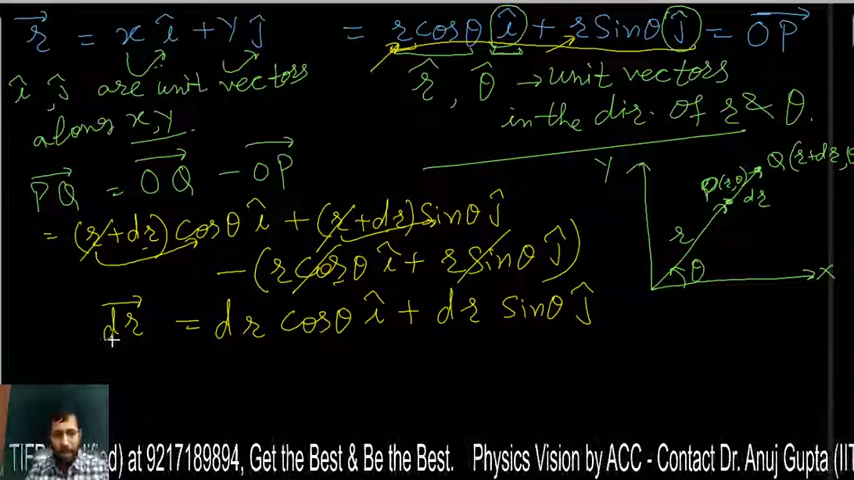 r⃗ = x î + Y ĵ = r cosθ î + r Sinθ ĵ = OP⃗
î, ĵ are unit vectors
along x, Y
r̂, θ̂ → unit vectors
in the dir. of r & θ.
PQ⃗ = OQ⃗ − OP⃗
= (r+dr) cosθ î + (r+dr) Sinθ ĵ
−(r cosθ î + r Sinθ ĵ)
dr⃗ = dr cosθ î + dr sinθ ĵ
Y
P(r,θ)
Q(r+dr, θ
dr
r
θ
X
at 9217189894, Get the Best & Be the Best. Physics Vision by ACC - Contact Dr. Anuj Gupta (II